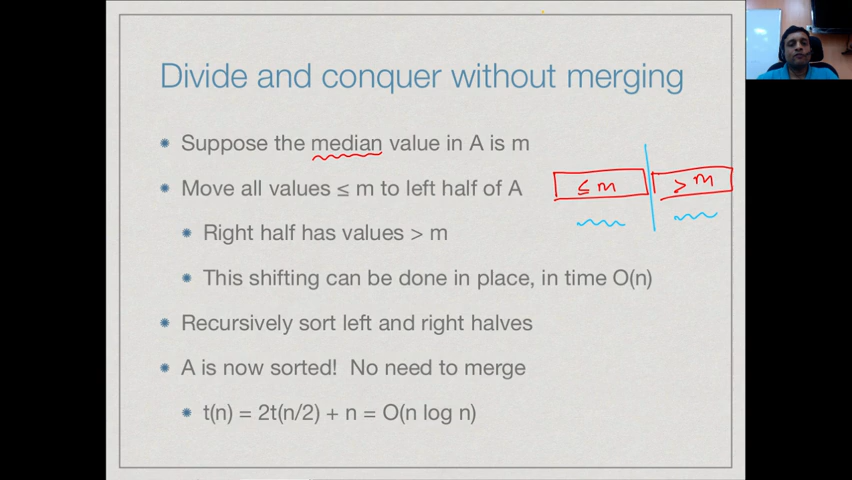 Divide and conquer without merging
Suppose the median value in A is m
Move all values ≤ m to left half of A
≤ m
> m
Right half has values > m
This shifting can be done in place, in time O(n)
Recursively sort left and right halves
A is now sorted! No need to merge
t(n) = 2t(n/2) + n = O(n log n)